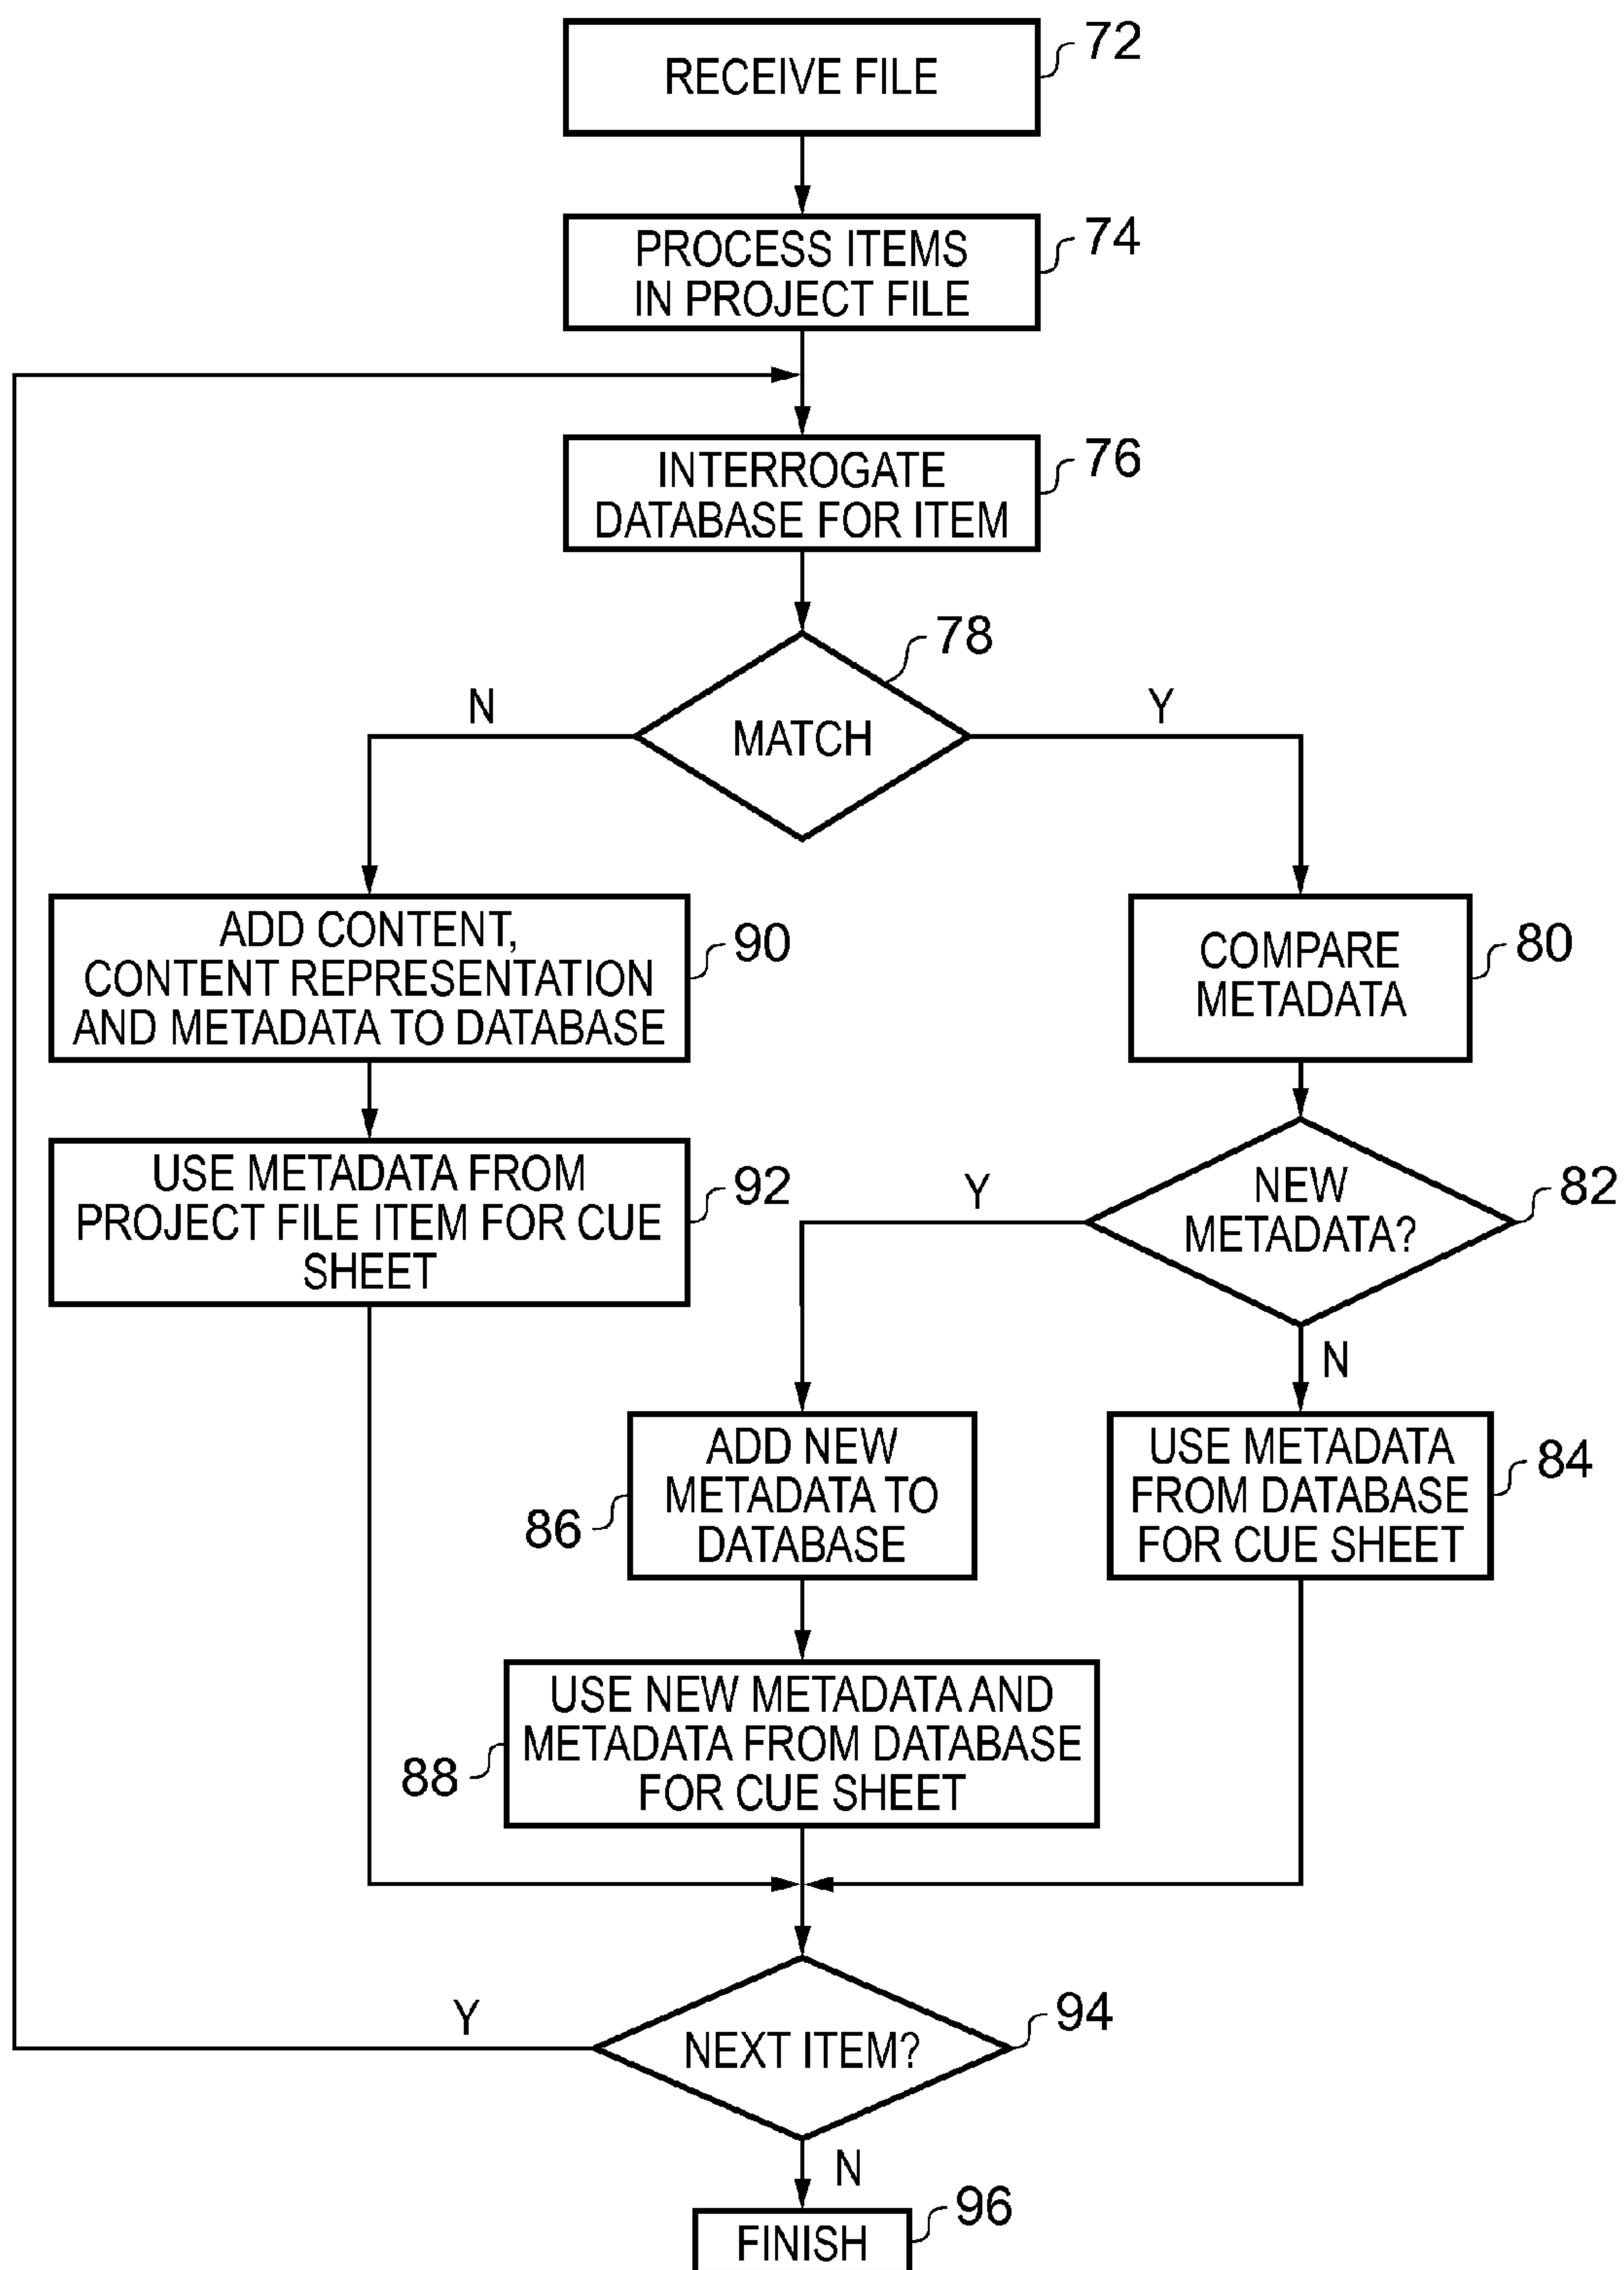 RECEIVE FILE
72
PROCESS ITEMS
IN PROJECT FILE
74
INTERROGATE
DATABASE FOR ITEM
76
MATCH
78
N
Y
ADD CONTENT,
CONTENT REPRESENTATION
AND METADATA TO DATABASE
90
COMPARE
METADATA
80
USE METADATA FROM
PROJECT FILE ITEM FOR CUE
SHEET
92
NEW
METADATA?
82
Y
N
ADD NEW
METADATA TO
DATABASE
86
USE METADATA
FROM DATABASE
FOR CUE SHEET
84
USE NEW METADATA AND
METADATA FROM DATABASE
FOR CUE SHEET
88
NEXT ITEM?
94
Y
N
FINISH
96